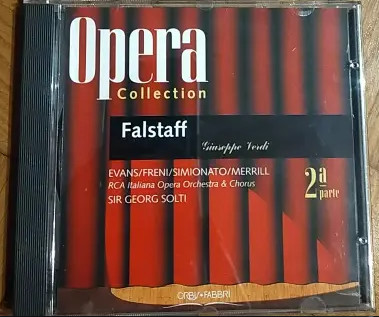 Opera
Collection
Falstaff
Giuseppe Verdi
EVANS/FRENI/SIMIONATO/MERRILL
RCA Italiana Opera Orchestra & Chorus
SIR GEORG SOLTI
2ª
parte
ORBIS•FABBRI